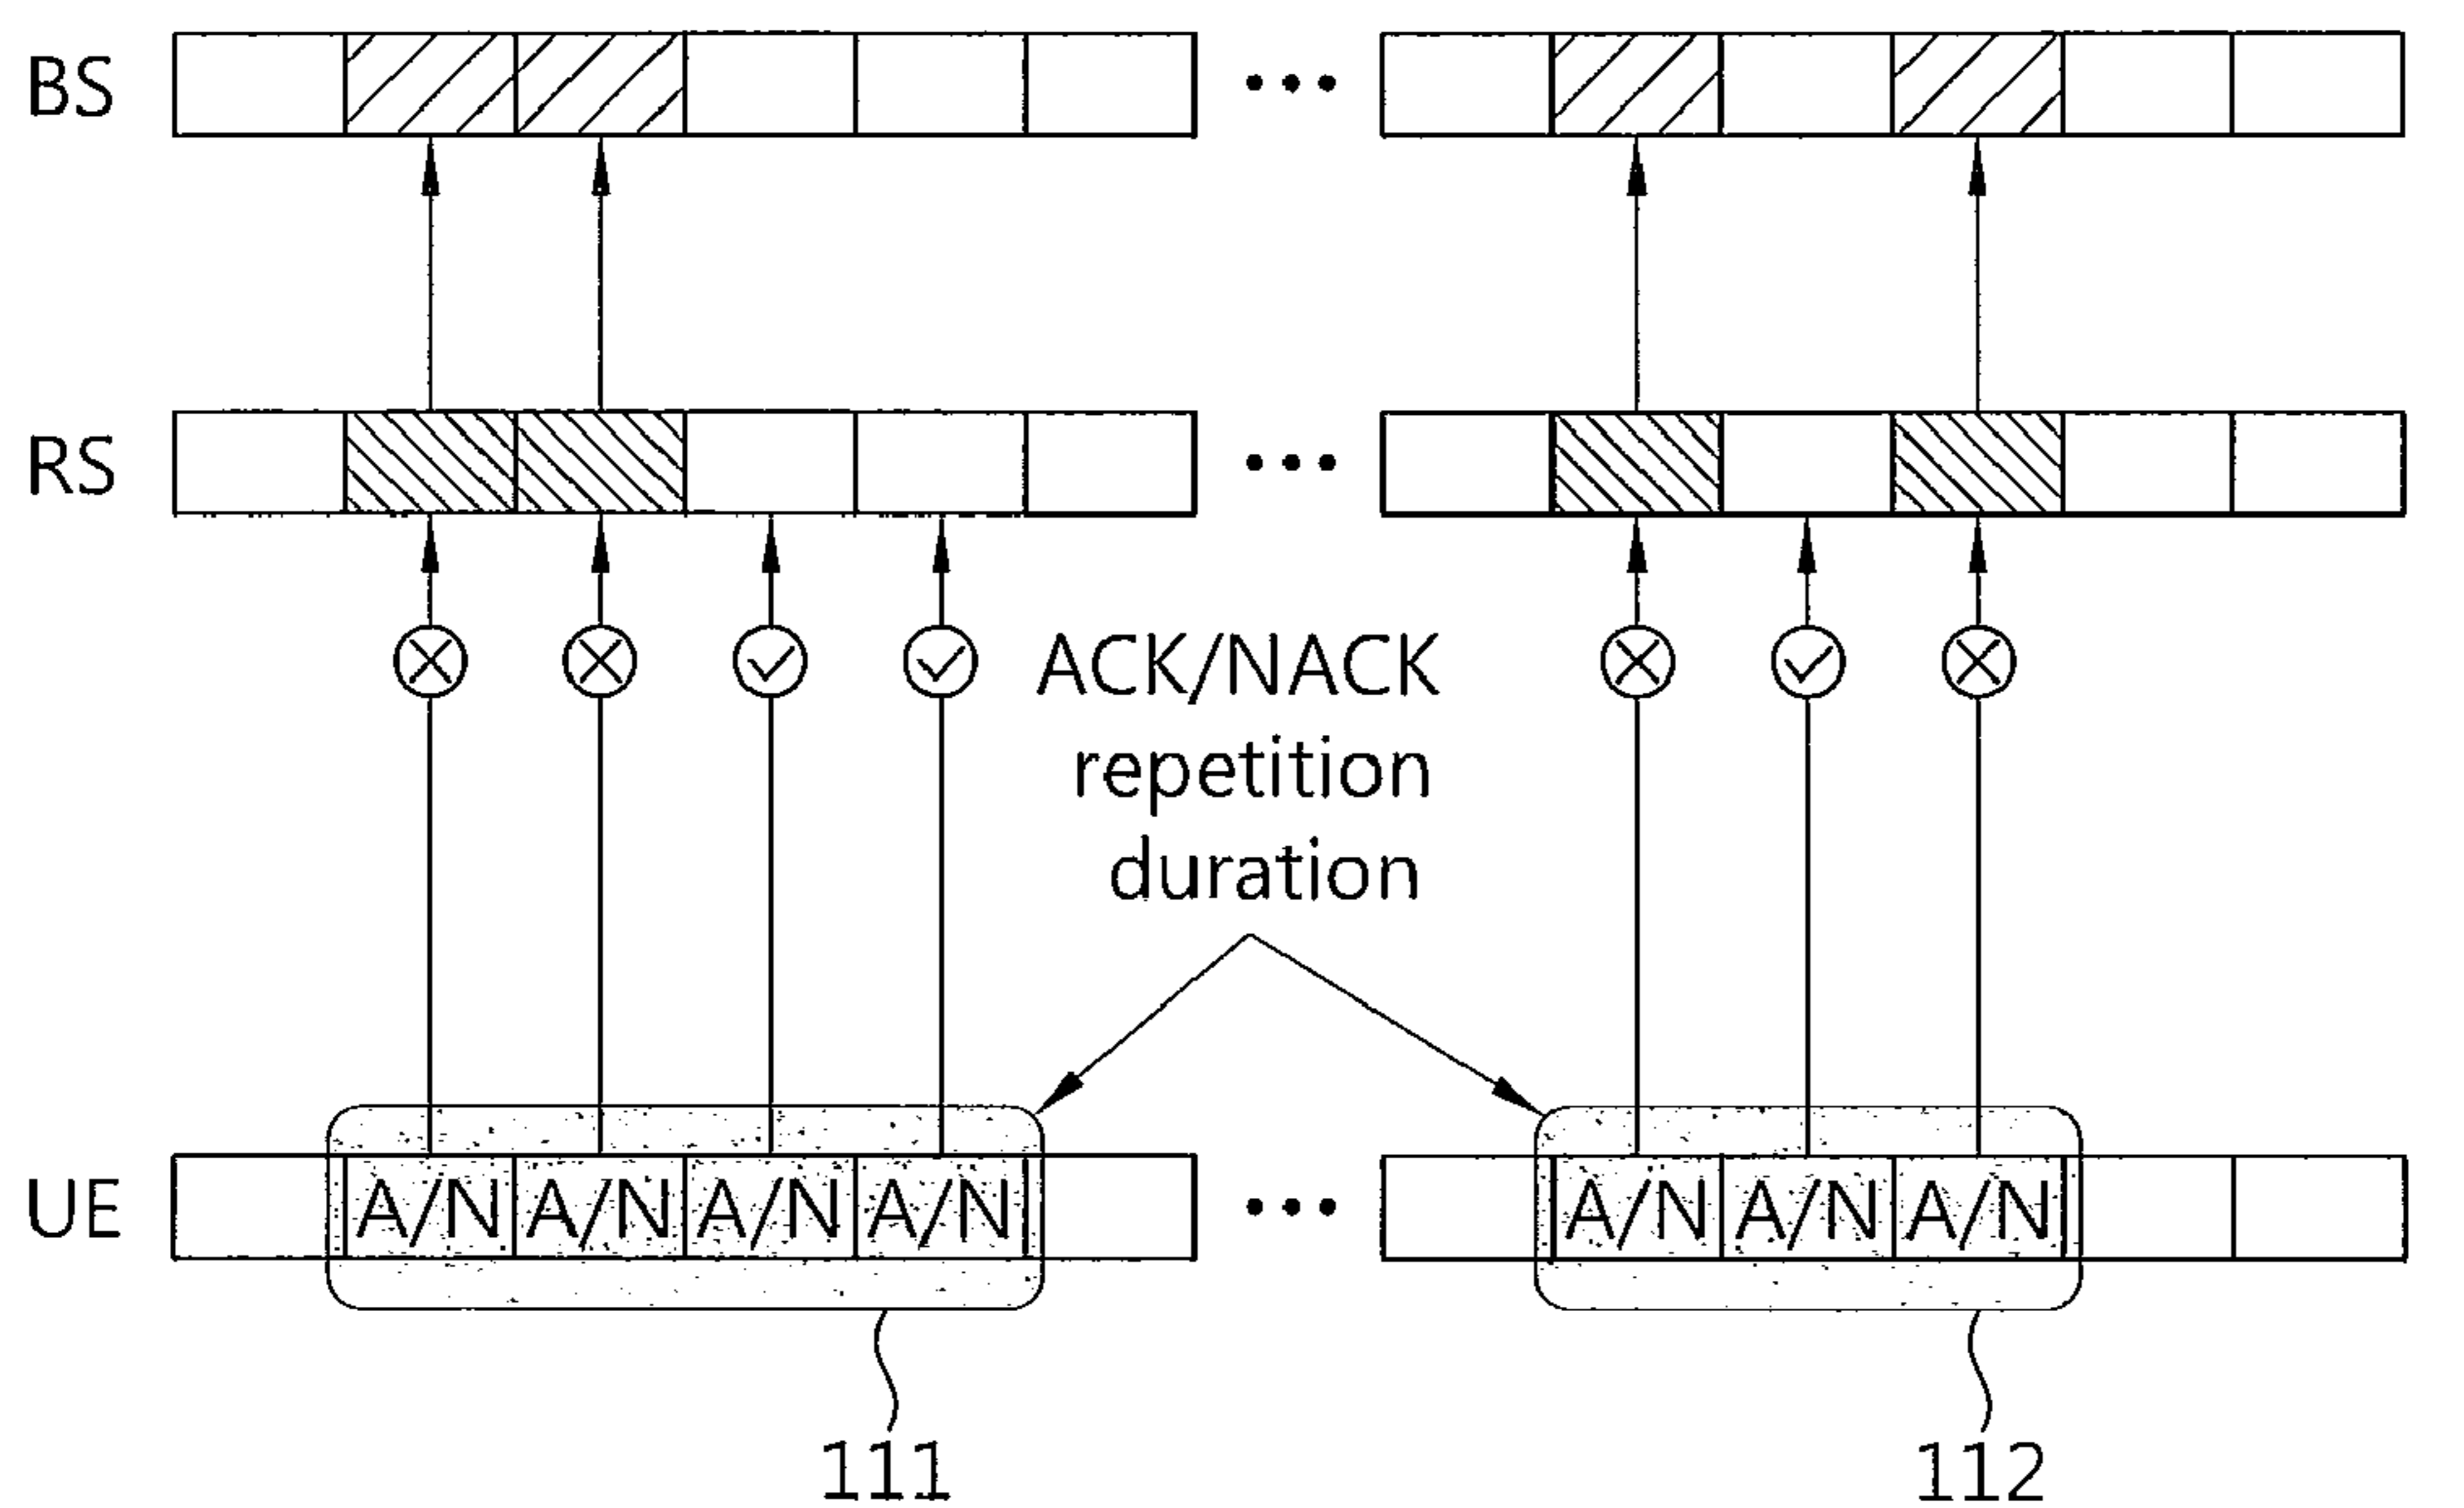 BS
RS
ACK/NACK
repetition
duration
UE
A/N A/N A/N A/N
A/N A/N A/N
111
112